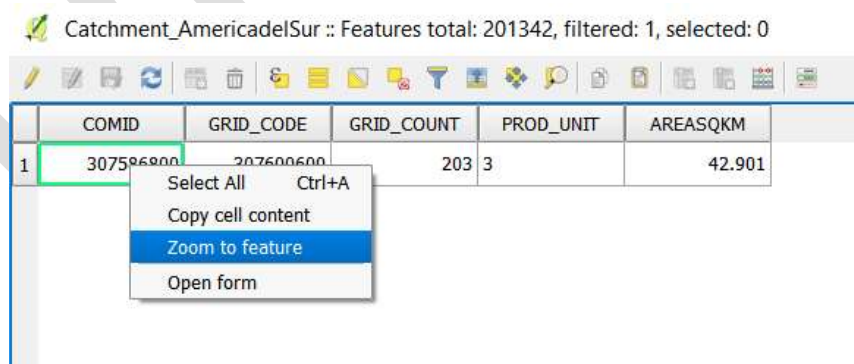 Catchment_AmericadelSur :: Features total: 201342, filtered: 1, selected: 0
COMID GRID_CODE GRID_COUNT PROD_UNIT AREASQKM
1 307586800 307600600 203 3 42.901
Select All Ctrl+A
Copy cell content
Zoom to feature
Open form